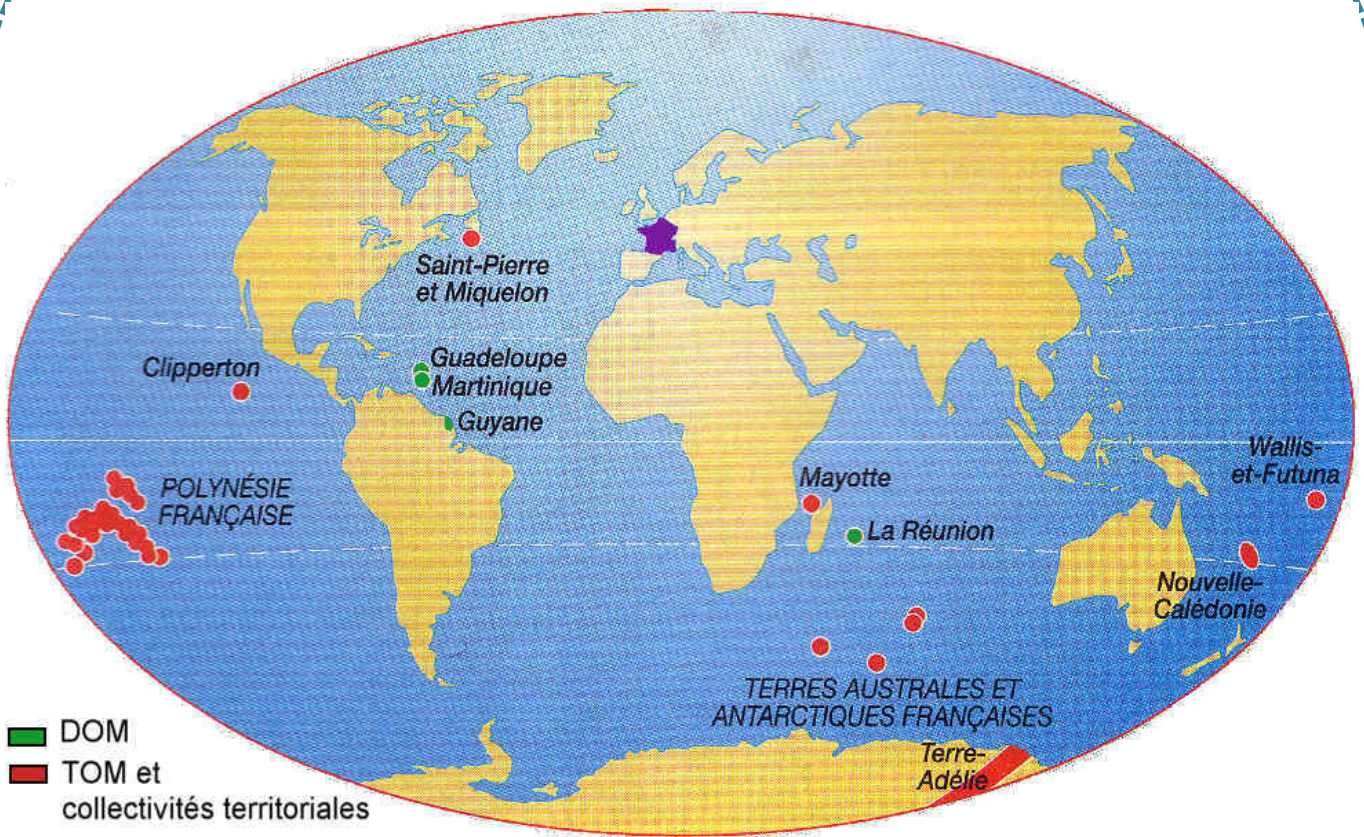 Saint-Pierre
et Miquelon
Clipperton
Guadeloupe
Martinique
Guyane
POLYNÉSIE
FRANÇAISE
Mayotte
La Réunion
Wallis-
et-Futuna
Nouvelle-
Calédonie
TERRES AUSTRALES ET
ANTARCTIQUES FRANÇAISES
Terre-
Adélie
DOM
TOM et
collectivités territoriales